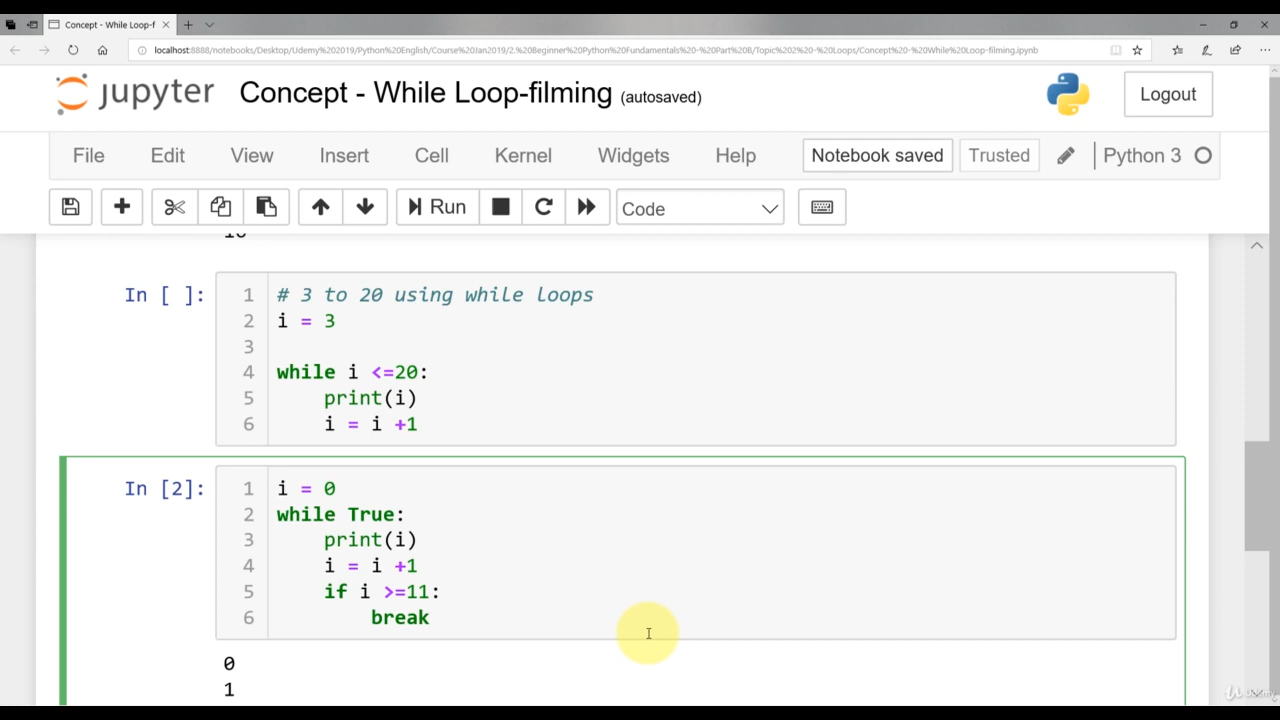 Concept - While Loop-f
localhost:8888/notebooks/Desktop/Udemy%202019/Python%20English/Course%20Jan2019/2.%20Beginner%20Python%20Fundamentals%20-%20Part%20B/Topic%202%20-%20Loops/Concept%20-%20While%20Loop-filming.ipynb
jupyter Concept - While Loop-filming (autosaved) Logout
File Edit View Insert Cell Kernel Widgets Help Notebook saved Trusted Python 3
Run Code
In [ ]:
1 # 3 to 20 using while loops
2 i = 3
3
4 while i <=20:
5 print(i)
6 i = i +1
In [2]:
1 i = 0
2 while True:
3 print(i)
4 i = i +1
5 if i >=11:
6 break
0
1
Udemy